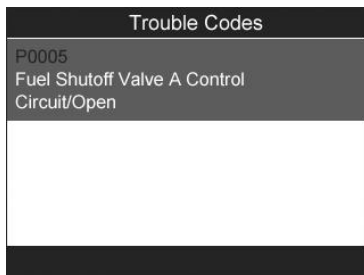 Trouble Codes
P0005
Fuel Shutoff Valve A Control
Circuit/Open